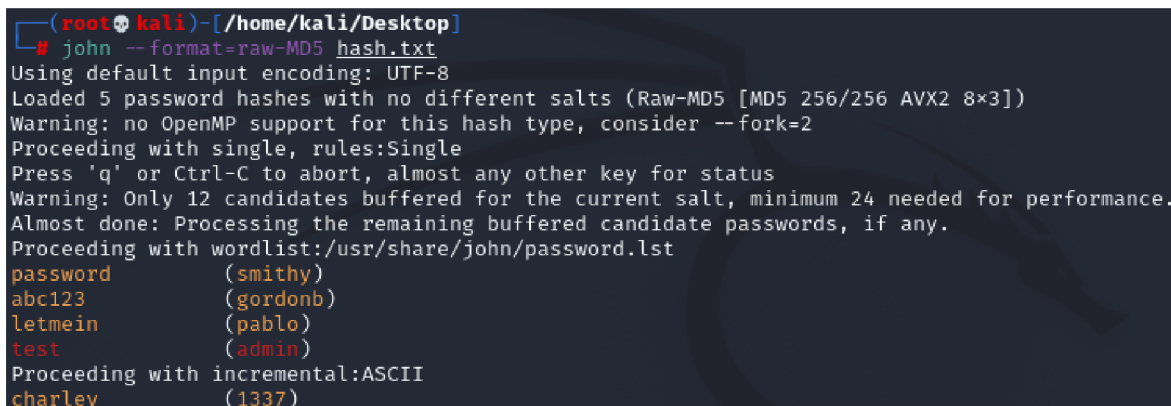 ┌──(root💀kali)-[/home/kali/Desktop]
└─# john --format=raw-MD5 hash.txt
Using default input encoding: UTF-8
Loaded 5 password hashes with no different salts (Raw-MD5 [MD5 256/256 AVX2 8×3])
Warning: no OpenMP support for this hash type, consider --fork=2
Proceeding with single, rules:Single
Press 'q' or Ctrl-C to abort, almost any other key for status
Warning: Only 12 candidates buffered for the current salt, minimum 24 needed for performance.
Almost done: Processing the remaining buffered candidate passwords, if any.
Proceeding with wordlist:/usr/share/john/password.lst
password (smithy)
abc123 (gordonb)
letmein (pablo)
test (admin)
Proceeding with incremental:ASCII
charley (1337)